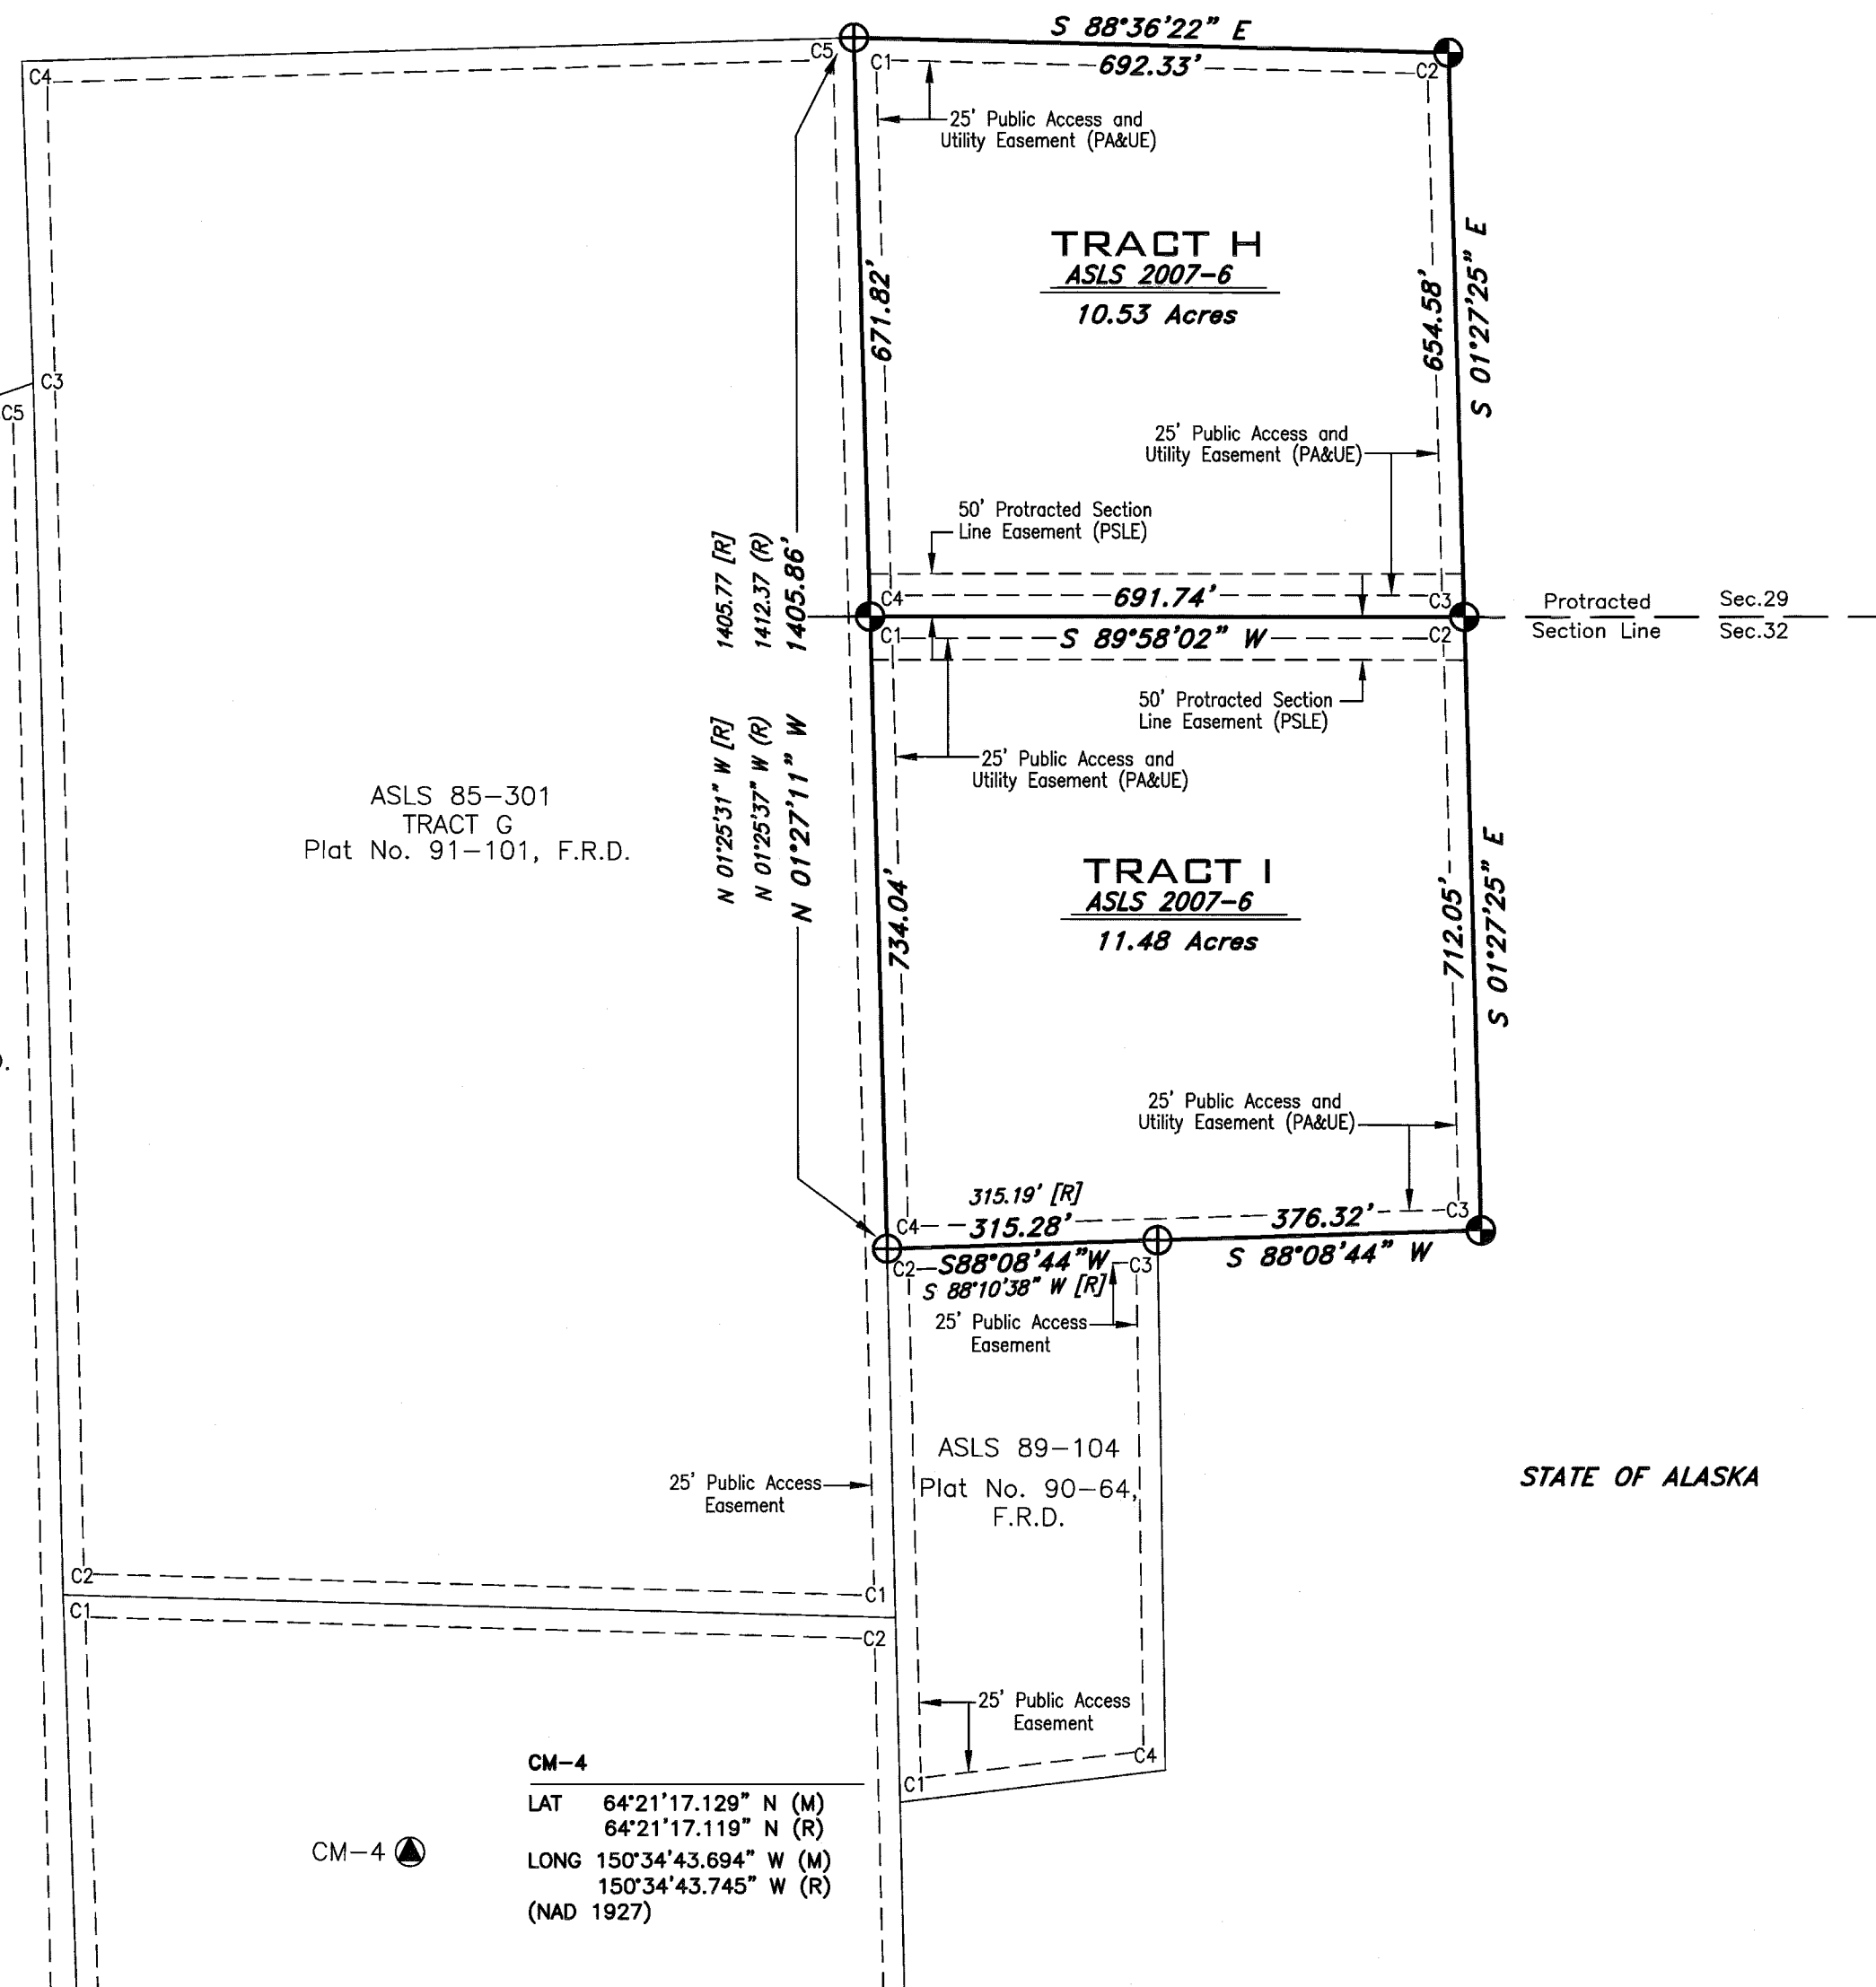 S 88°36'22" E
692.33'
C5
C1
C2
C4
25' Public Access and
Utility Easement (PA&UE)
TRACT H
ASLS 2007-6
10.53 Acres
671.82'
654.58'
S 01°27'25" E
C3
C5
25' Public Access and
Utility Easement (PA&UE)
50' Protracted Section
Line Easement (PSLE)
1405.77 [R]
1412.37 (R)
1405.86'
C4
691.74'
C3
Protracted Sec.29
Section Line Sec.32
C1
S 89°58'02" W
C2
50' Protracted Section
Line Easement (PSLE)
N 01°25'31" W [R]
N 01°25'37" W (R)
N 01°27'11" W
25' Public Access and
Utility Easement (PA&UE)
ASLS 85-301
TRACT G
Plat No. 91-101, F.R.D.
TRACT I
ASLS 2007-6
11.48 Acres
734.04'
712.05'
S 01°27'25" E
25' Public Access and
Utility Easement (PA&UE)
315.19' [R]
C4
315.28'
376.32'
C3
C2
S88°08'44"W
C3
S 88°08'44" W
S 88°10'38" W [R]
25' Public Access
Easement
ASLS 89-104
Plat No. 90-64,
F.R.D.
STATE OF ALASKA
25' Public Access
Easement
C2
C1
C1
C2
25' Public Access
Easement
C4
C1
CM-4
LAT 64°21'17.129" N (M)
64°21'17.119" N (R)
LONG 150°34'43.694" W (M)
150°34'43.745" W (R)
(NAD 1927)
CM-4